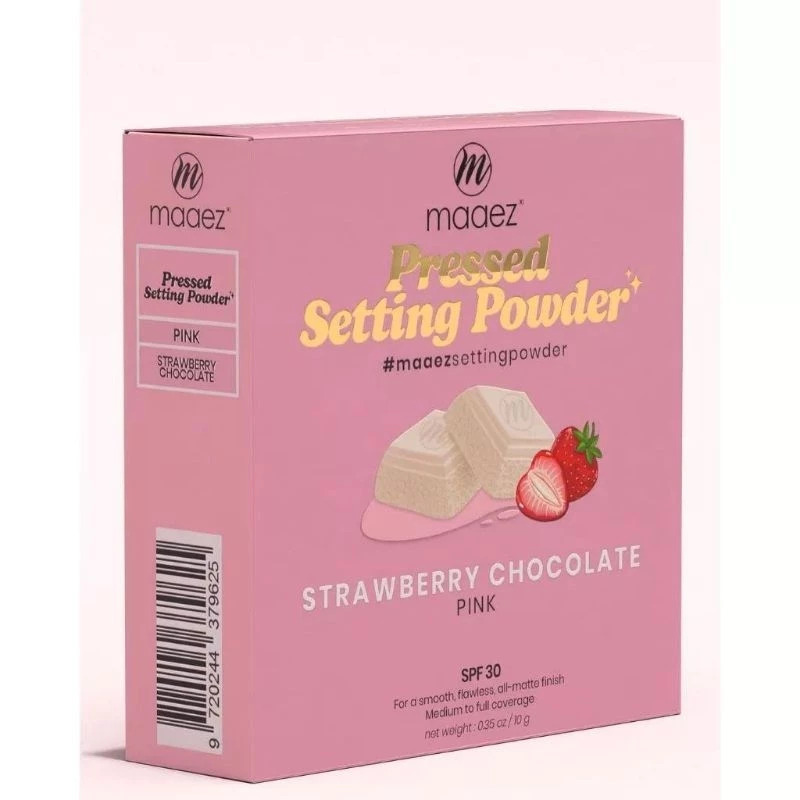 m
maaez®
Pressed
Setting Powder
PINK
STRAWBERRY
CHOCOLATE
9 720244 379625
m
maaez®
Pressed
Setting Powder
#maaezsettingpowder
m
STRAWBERRY CHOCOLATE
PINK
SPF 30
For a smooth, flawless, all-matte finish
Medium to full coverage
net weight : 0.35 oz / 10 g